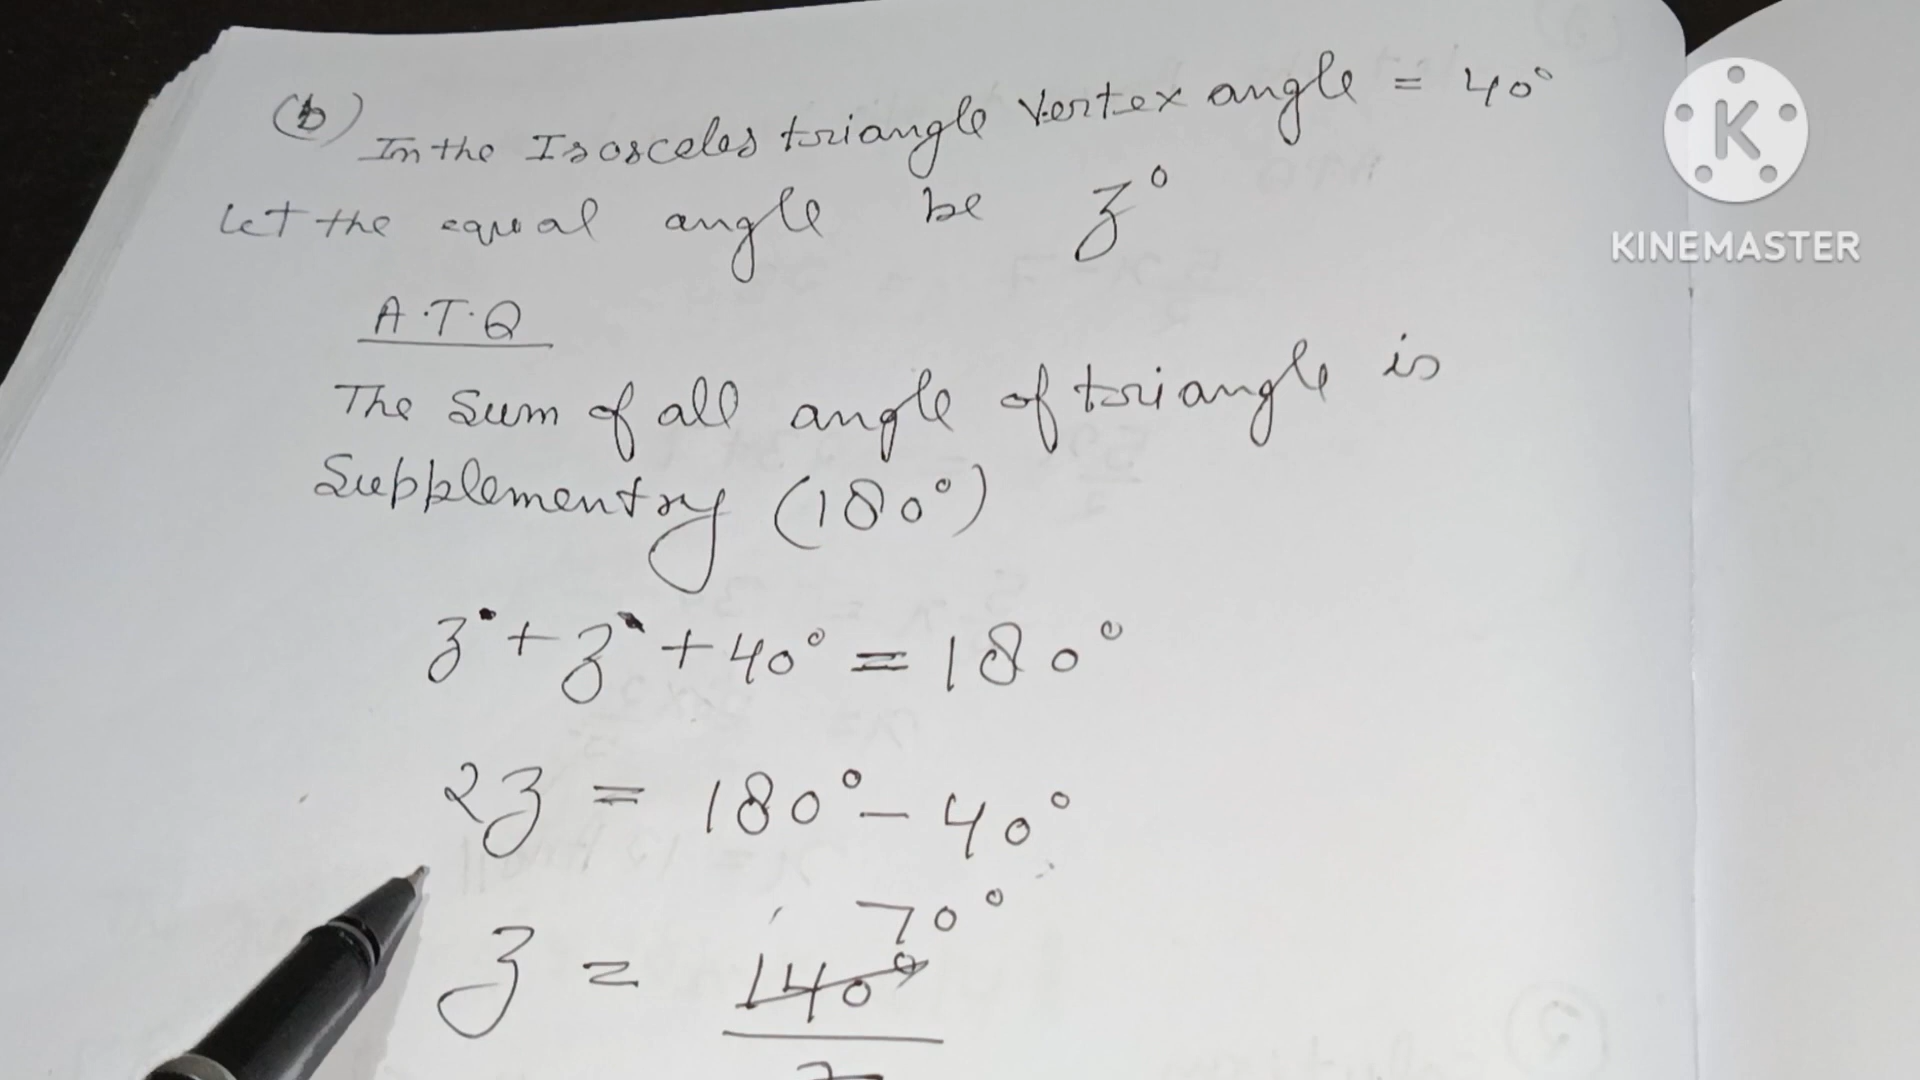 (b) In the Isosceles triangle Vertex angle = 40°
Let the equal angle be z°
A.T.Q
The sum of all angle of triangle is
Supplementry (180°)
z° + z° + 40° = 180°
2z = 180° - 40°
70°
z = 140°
K
KINEMASTER